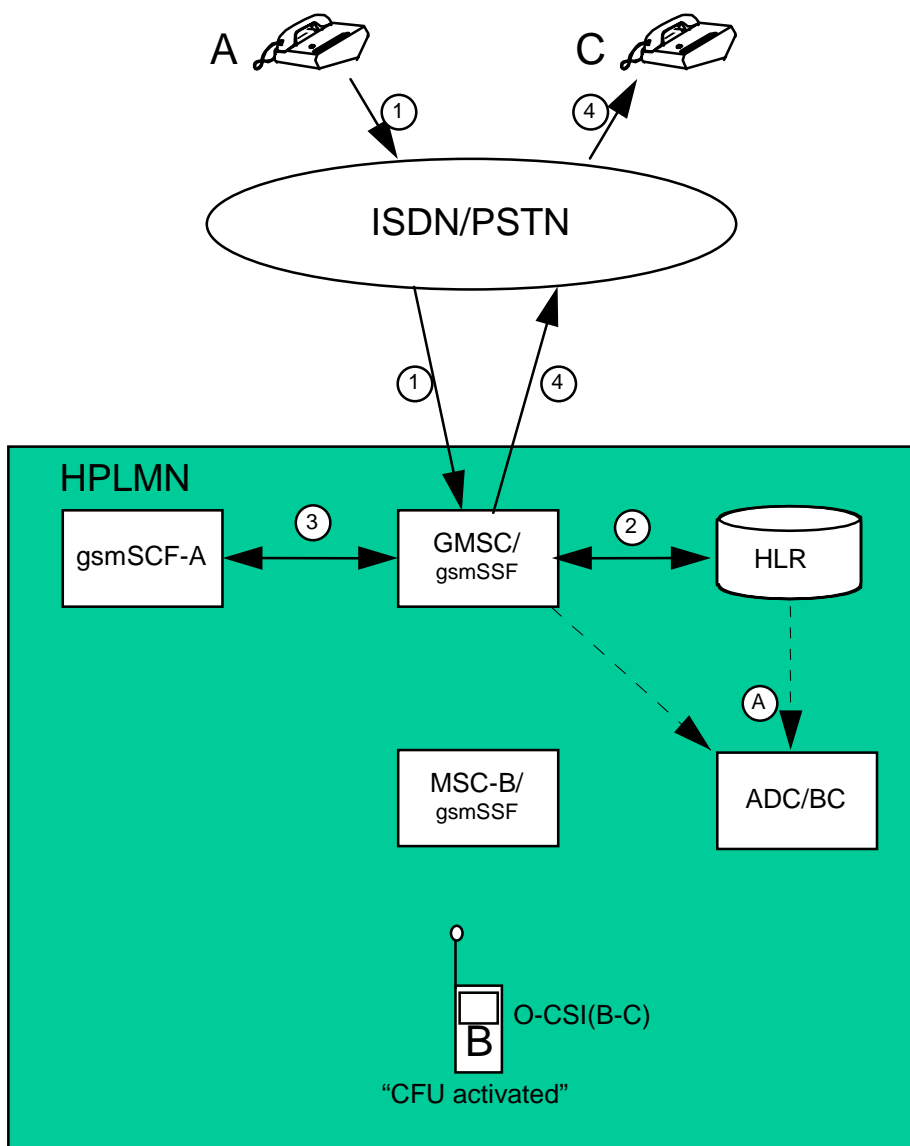 A
C
1
4
ISDN/PSTN
1
4
HPLMN
gsmSCF-A
3
GMSC/
gsmSSF
2
HLR
A
MSC-B/
gsmSSF
ADC/BC
B
O-CSI(B-C)
“CFU activated”